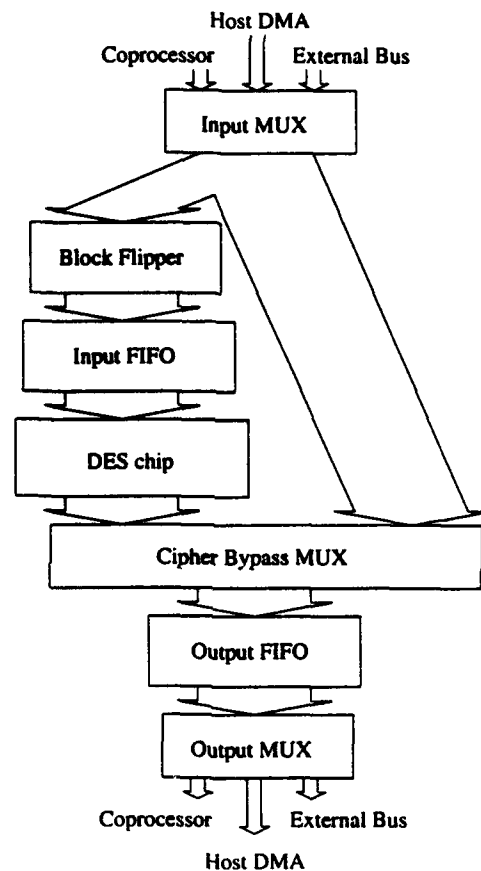 Host DMA
Coprocessor External Bus
Input MUX
Block Flipper
Input FIFO
DES chip
Cipher Bypass MUX
Output FIFO
Output MUX
Coprocessor External Bus
Host DMA